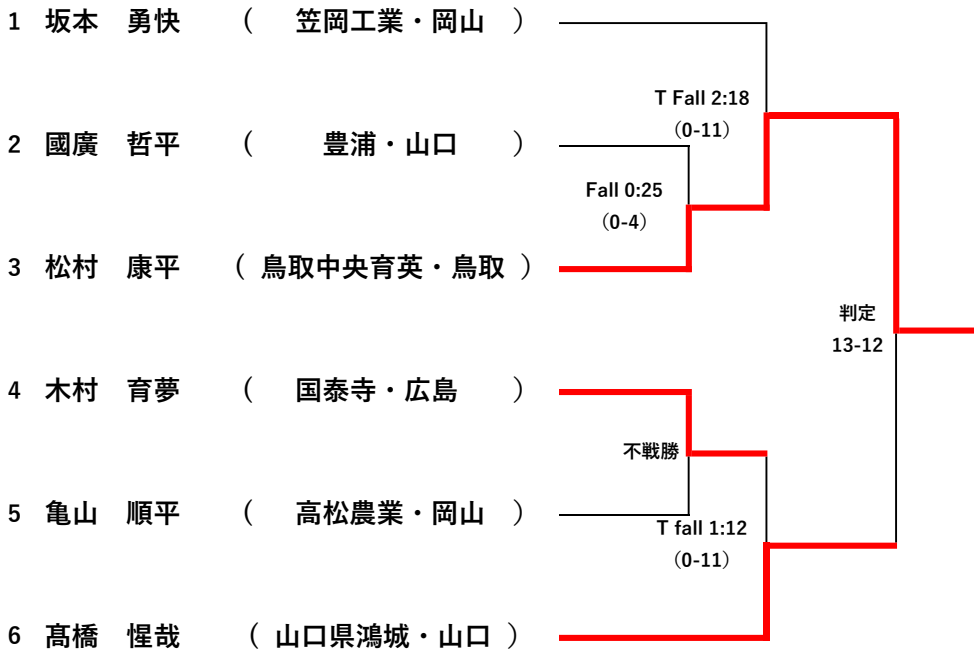 1 坂本 勇快 ( 笠岡工業・岡山 )
T Fall 2:18
(0-11)
2 國廣 哲平 ( 豊浦・山口 )
Fall 0:25
(0-4)
3 松村 康平 ( 鳥取中央育英・鳥取 )
判定
13-12
4 木村 育夢 ( 国泰寺・広島 )
不戦勝
5 亀山 順平 ( 高松農業・岡山 )
T fall 1:12
(0-11)
6 髙橋 惺哉 ( 山口県鴻城・山口 )